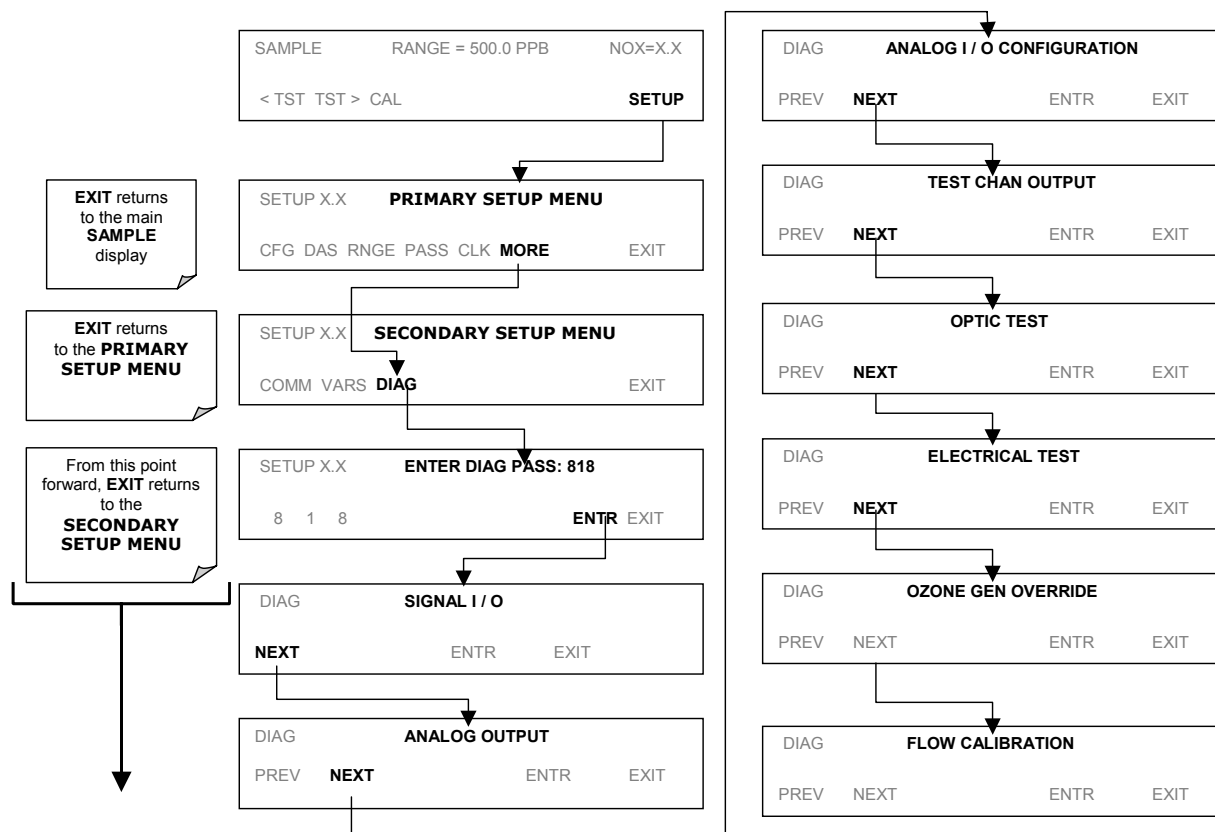 SAMPLE RANGE = 500.0 PPB NOX=X.X
< TST TST > CAL SETUP
EXIT returns
to the main
SAMPLE
display
SETUP X.X PRIMARY SETUP MENU
CFG DAS RNGE PASS CLK MORE EXIT
EXIT returns
to the PRIMARY
SETUP MENU
SETUP X.X SECONDARY SETUP MENU
COMM VARS DIAG EXIT
From this point
forward, EXIT returns
to the
SECONDARY
SETUP MENU
SETUP X.X ENTER DIAG PASS: 818
8 1 8 ENTR EXIT
DIAG SIGNAL I / O
NEXT ENTR EXIT
DIAG ANALOG OUTPUT
PREV NEXT ENTR EXIT
DIAG ANALOG I / O CONFIGURATION
PREV NEXT ENTR EXIT
DIAG TEST CHAN OUTPUT
PREV NEXT ENTR EXIT
DIAG OPTIC TEST
PREV NEXT ENTR EXIT
DIAG ELECTRICAL TEST
PREV NEXT ENTR EXIT
DIAG OZONE GEN OVERRIDE
PREV NEXT ENTR EXIT
DIAG FLOW CALIBRATION
PREV NEXT ENTR EXIT